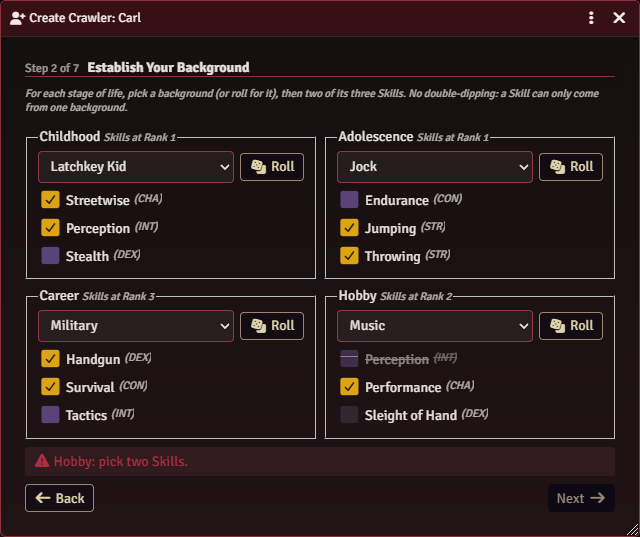 Create Crawler: Carl
Step 2 of 7 Establish Your Background
For each stage of life, pick a background (or roll for it), then two of its three Skills. No double-dipping: a Skill can only come
from one background.
Childhood Skills at Rank 1
Latchkey Kid Roll
Streetwise (CHA)
Perception (INT)
Stealth (DEX)
Adolescence Skills at Rank 1
Jock Roll
Endurance (CON)
Jumping (STR)
Throwing (STR)
Career Skills at Rank 3
Military Roll
Handgun (DEX)
Survival (CON)
Tactics (INT)
Hobby Skills at Rank 2
Music Roll
Perception (INT)
Performance (CHA)
Sleight of Hand (DEX)
Hobby: pick two Skills.
Back Next